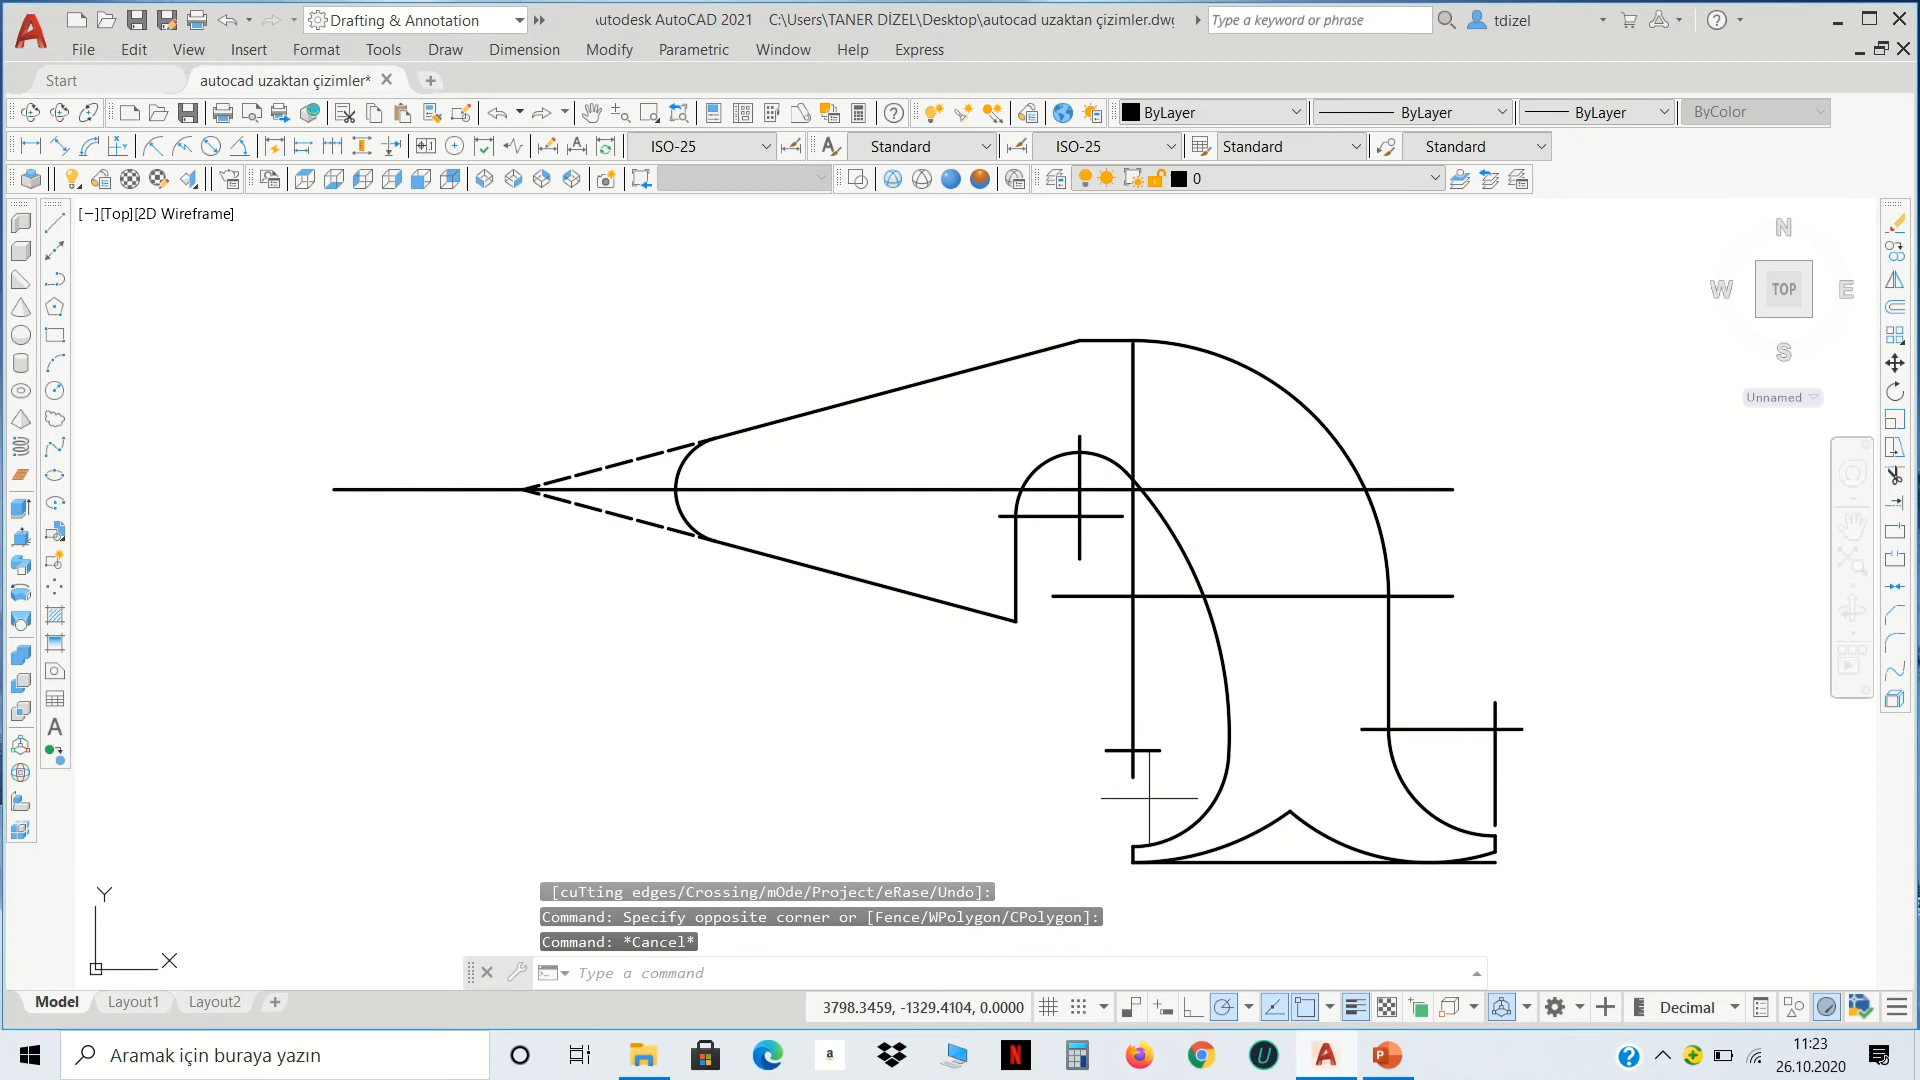 Drafting & Annotation
utodesk AutoCAD 2021 C:\Users\TANER DİZEL\Desktop\autocad uzaktan çizimler.dwg
Type a keyword or phrase
tdizel
File Edit View Insert Format Tools Draw Dimension Modify Parametric Window Help Express
Start
autocad uzaktan çizimler*
ByLayer
ByLayer
ByLayer
ByColor
ISO-25
Standard
ISO-25
Standard
Standard
0
[−][Top][2D Wireframe]
N
W
TOP
E
S
Unnamed
A
Y
X
[cuTting edges/Crossing/mOde/Project/eRase/Undo]:
Command: Specify opposite corner or [Fence/WPolygon/CPolygon]:
Command: *Cancel*
Type a command
Model Layout1 Layout2
3798.3459, -1329.4104, 0.0000
Decimal
Aramak için buraya yazın
11:23
26.10.2020